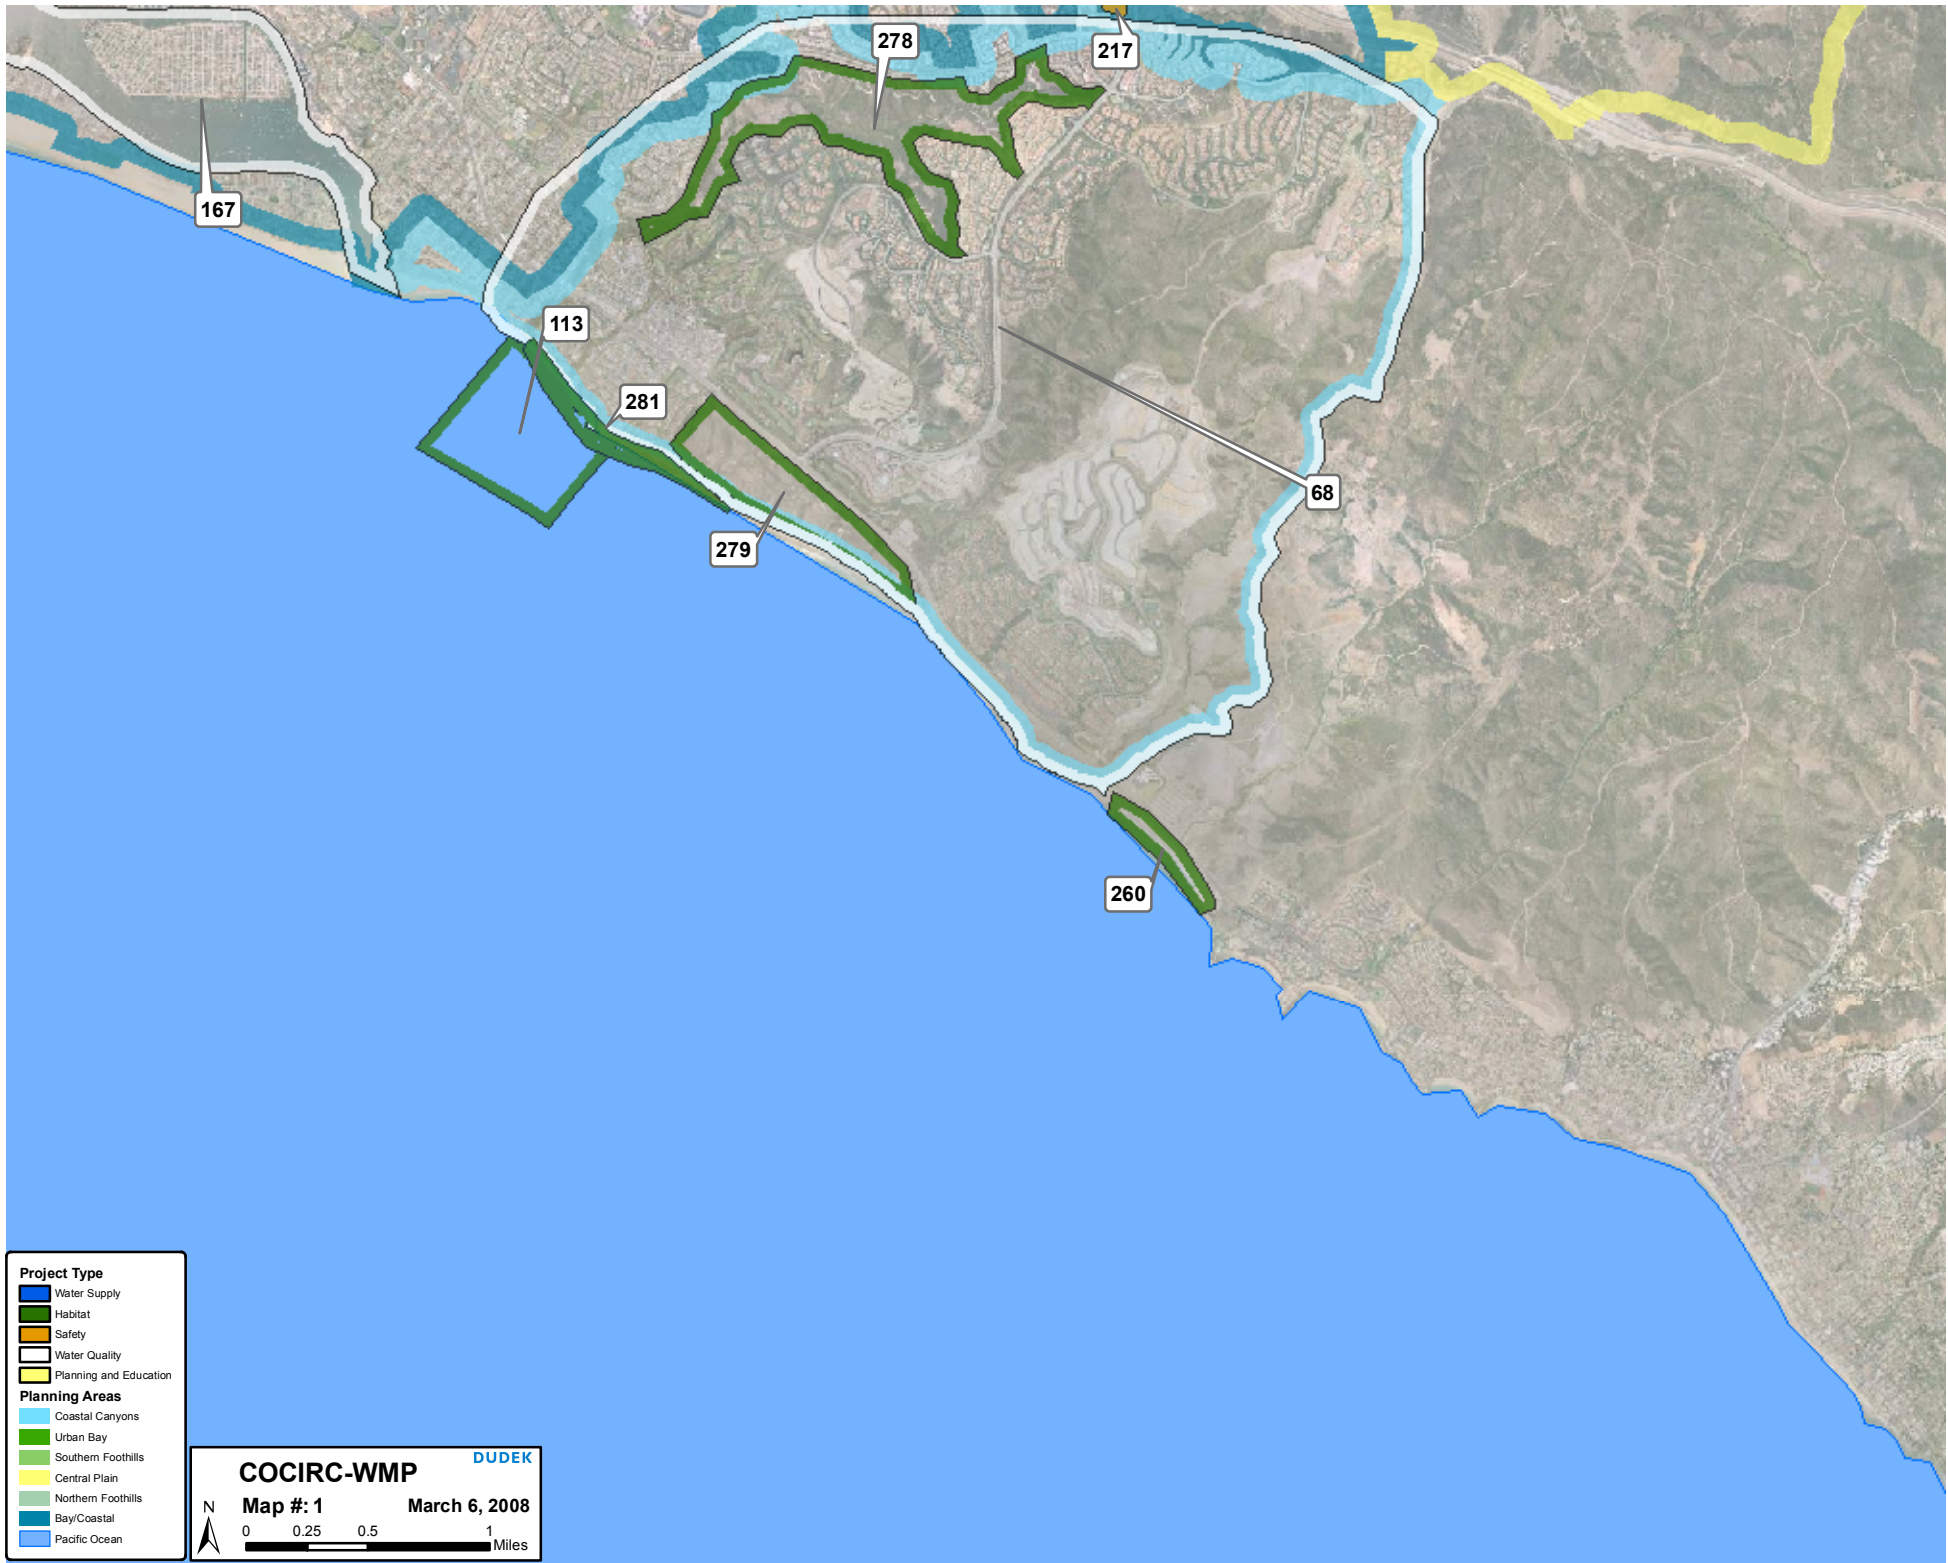 278
217
167
113
281
68
279
260
Project Type
Water Supply
Habitat
Safety
Water Quality
Planning and Education
Planning Areas
Coastal Canyons
Urban Bay
Southern Foothills
Central Plain
Northern Foothills
Bay/Coastal
Pacific Ocean
DUDEK
COCIRC-WMP
N
Map #: 1 March 6, 2008
0 0.25 0.5 1
Miles